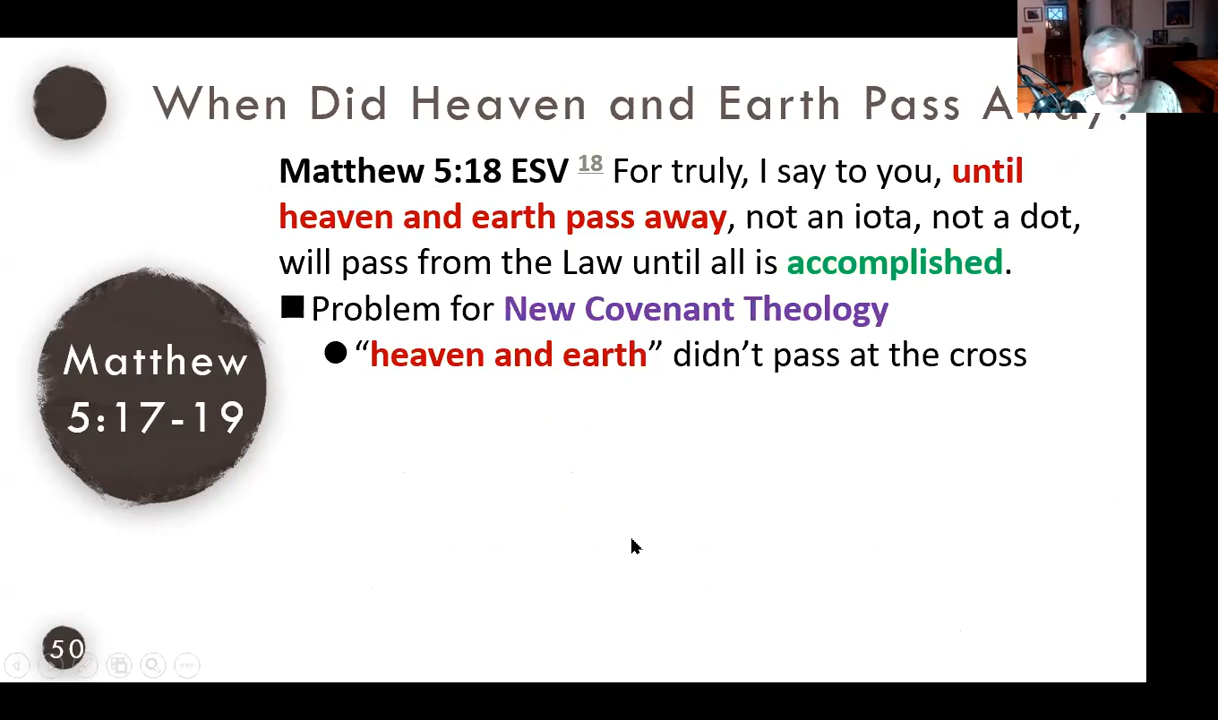 When Did Heaven and Earth Pass Away?
Matthew 5:18 ESV 18 For truly, I say to you, until
heaven and earth pass away, not an iota, not a dot,
will pass from the Law until all is accomplished.
■ Problem for New Covenant Theology
● “heaven and earth” didn’t pass at the cross
Matthew
5:17-19
50